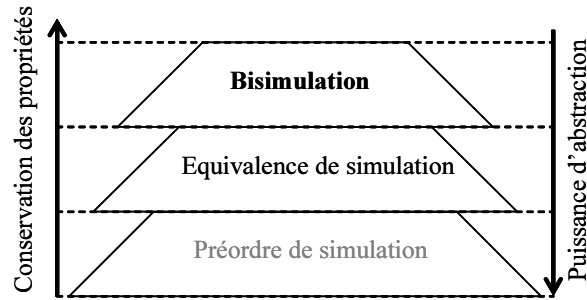 Conservation des propriétés
Bisimulation
Equivalence de simulation
Préordre de simulation
Puissance d’abstraction